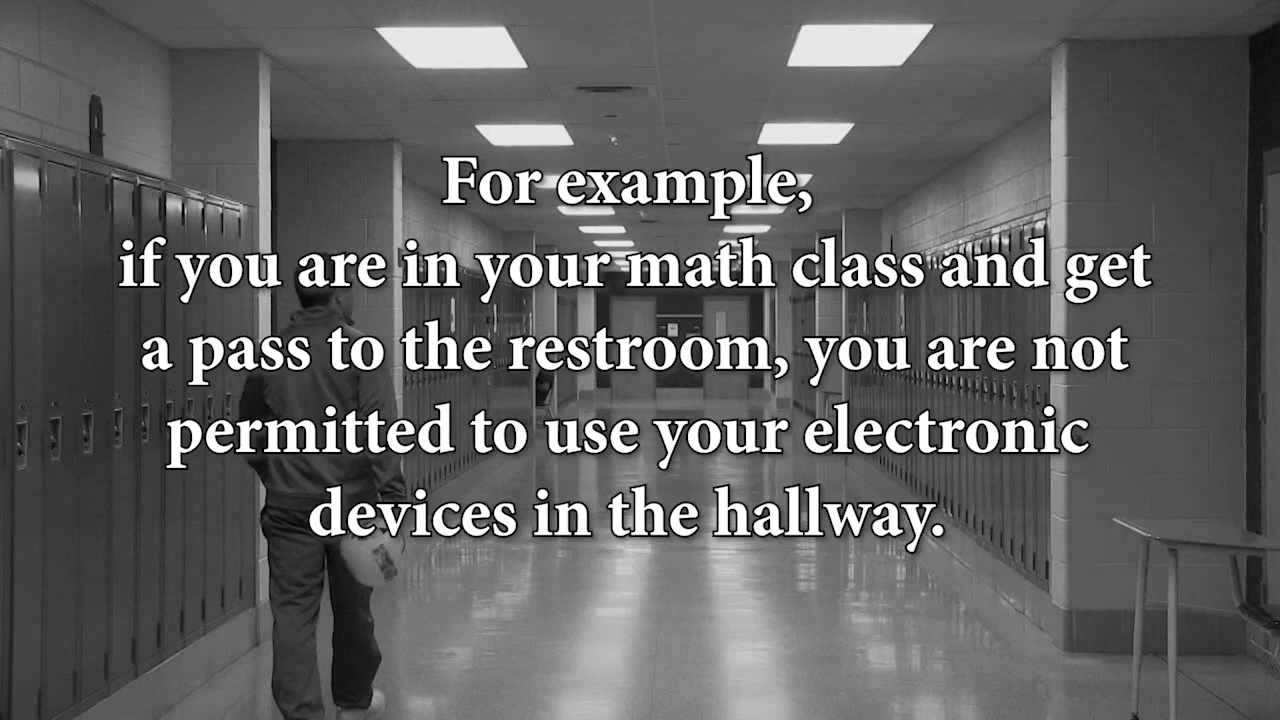 For example,
if you are in your math class and get
a pass to the restroom, you are not
permitted to use your electronic
devices in the hallway.